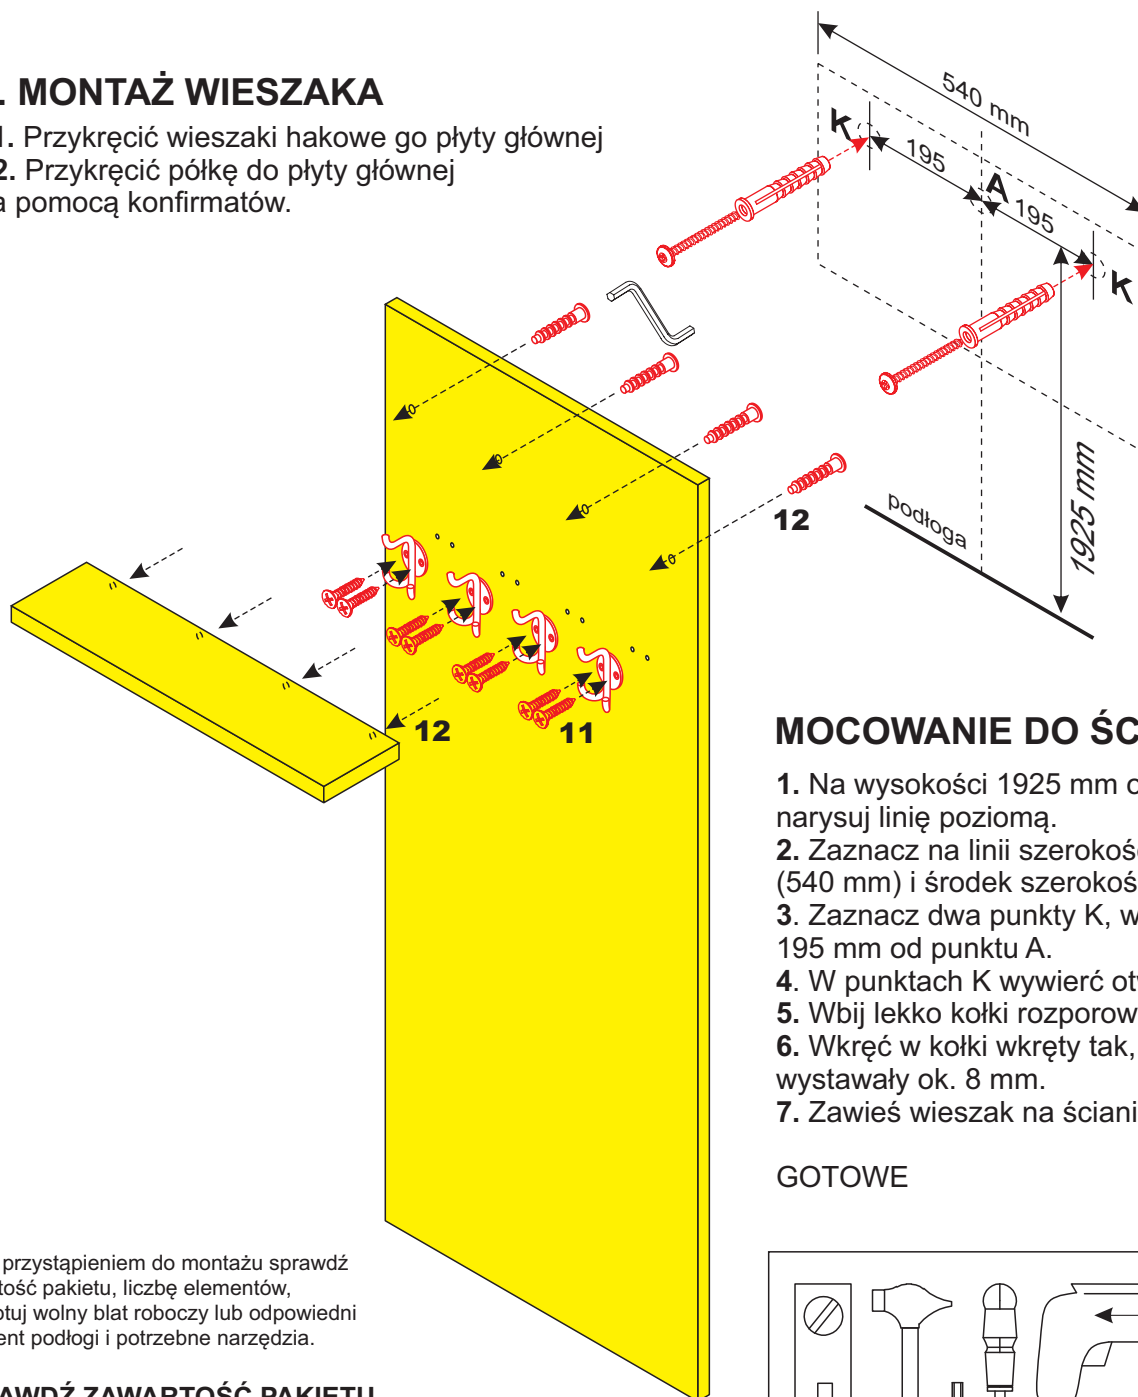 . MONTAŻ WIESZAKA
1. Przykręcić wieszaki hakowe go płyty głównej
2. Przykręcić półkę do płyty głównej
a pomocą konfirmatów.
540 mm
K
195
A
195
K
1925 mm
podłoga
12
12
11
MOCOWANIE DO ŚC
1. Na wysokości 1925 mm o
narysuj linię poziomą.
2. Zaznacz na linii szerokoś
(540 mm) i środek szerokoś
3. Zaznacz dwa punkty K, w
195 mm od punktu A.
4. W punktach K wywierć otw
5. Wbij lekko kołki rozporow
6. Wkręć w kołki wkręty tak,
wystawały ok. 8 mm.
7. Zawieś wieszak na ścian
GOTOWE
przystąpieniem do montażu sprawdź
tość pakietu, liczbę elementów,
otuj wolny blat roboczy lub odpowiedni
ent podłogi i potrzebne narzędzia.
AWDŹ ZAWARTOŚĆ PAKIETU